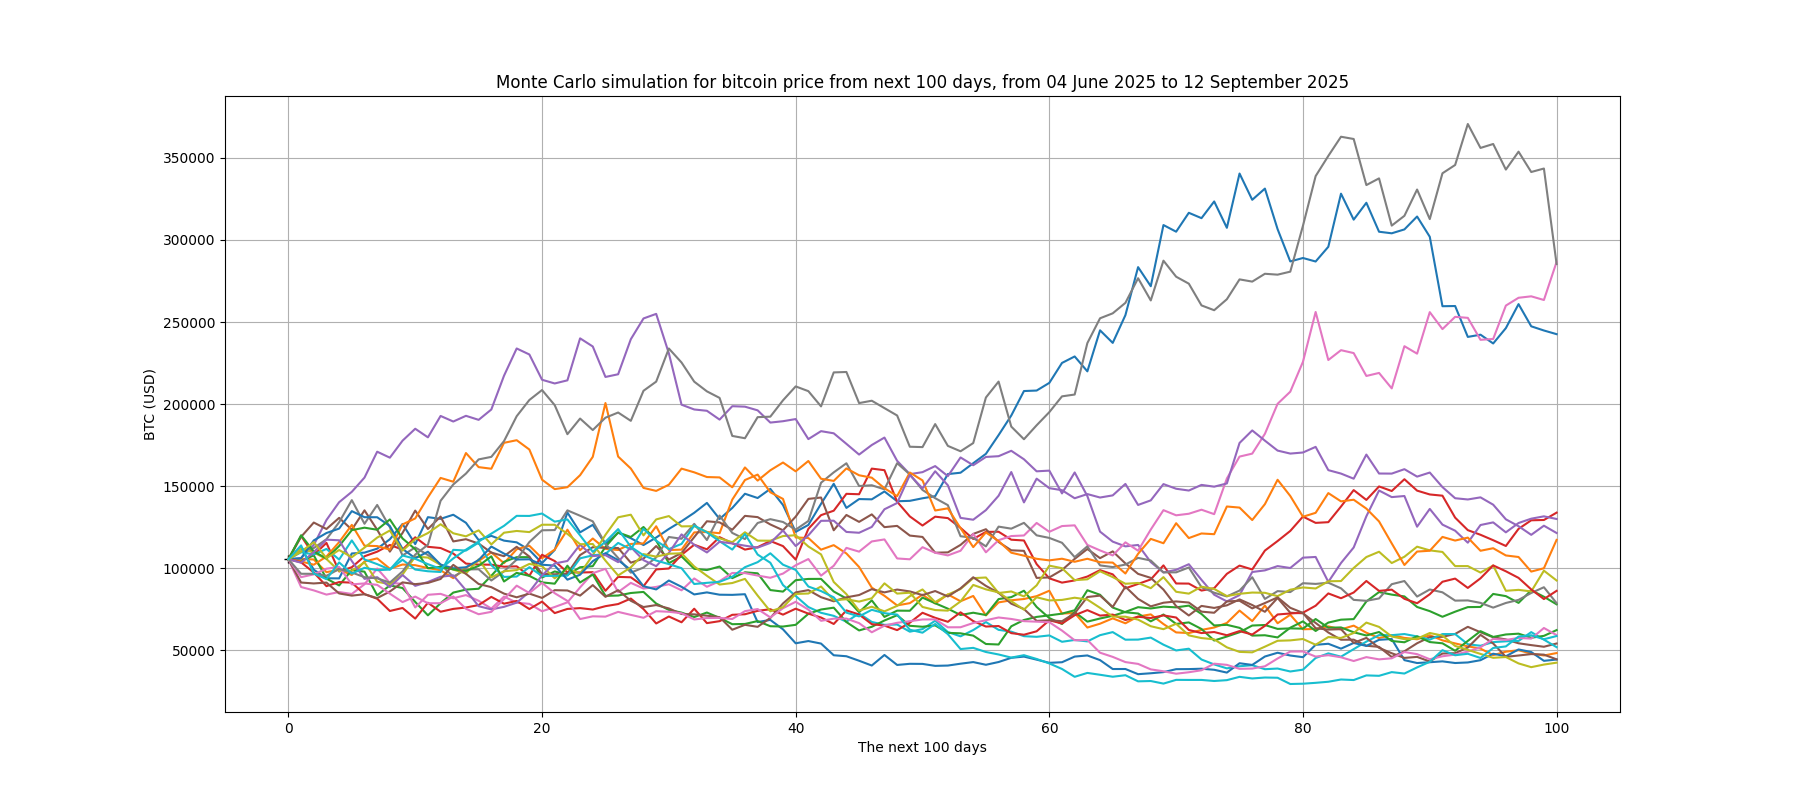 Monte Carlo simulation for bitcoin price from next 100 days, from 04 June 2025 to 12 September 2025
350000
300000
250000
200000
150000
100000
50000
BTC (USD)
0 20 40 60 80 100
The next 100 days